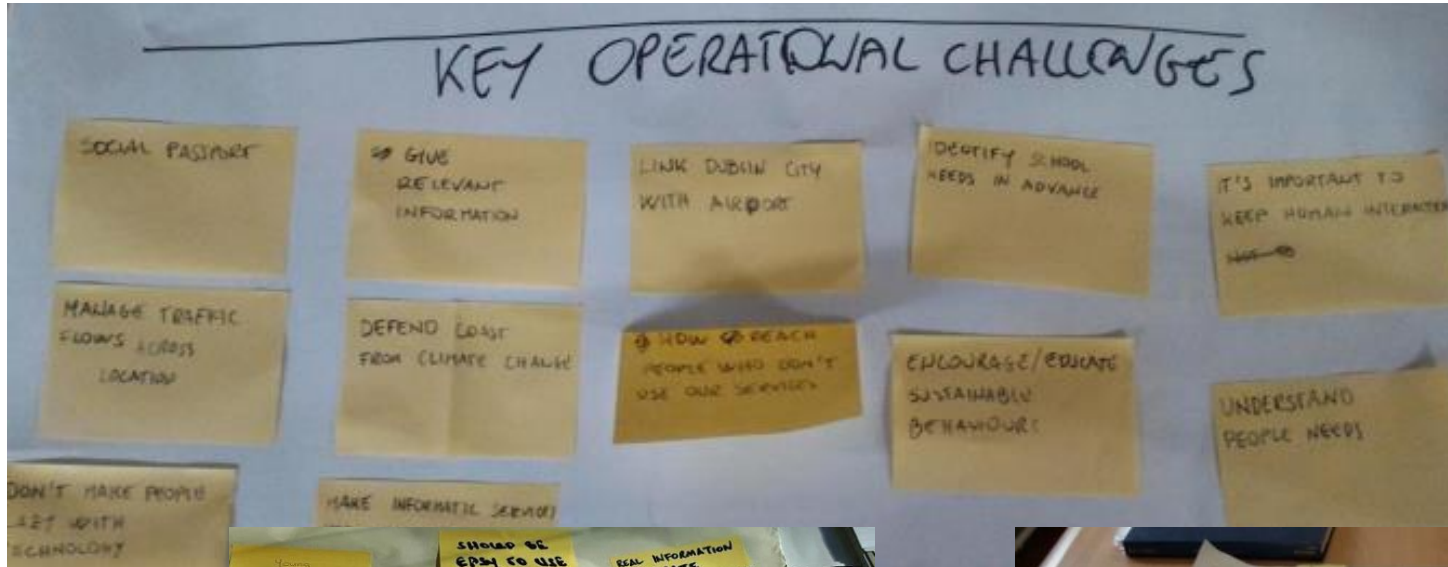 KEY OPERATIONAL CHALLENGES
SOCIAL PASSPORT
GIVE
RELEVANT
INFORMATION
LINK DUBLIN CITY
WITH AIRPORT
IDENTIFY SCHOOL
NEEDS IN ADVANCE
IT'S IMPORTANT TO
KEEP HUMAN INTERACTION
MANAGE TRAFFIC
FLOWS ACROSS
LOCATION
DEFEND COAST
FROM CLIMATE CHANGE
HOW REACH
PEOPLE WHO DON'T
USE OUR SERVICES
ENCOURAGE/EDUCATE
SUSTAINABLE
BEHAVIOURS
UNDERSTAND
PEOPLE NEEDS
DON'T MAKE PEOPLE
LAZY WITH
TECHNOLOGY
MAKE INFORMATIC SERVICES
YOUNG
SHOULD BE
EASY TO USE
REAL INFORMATION